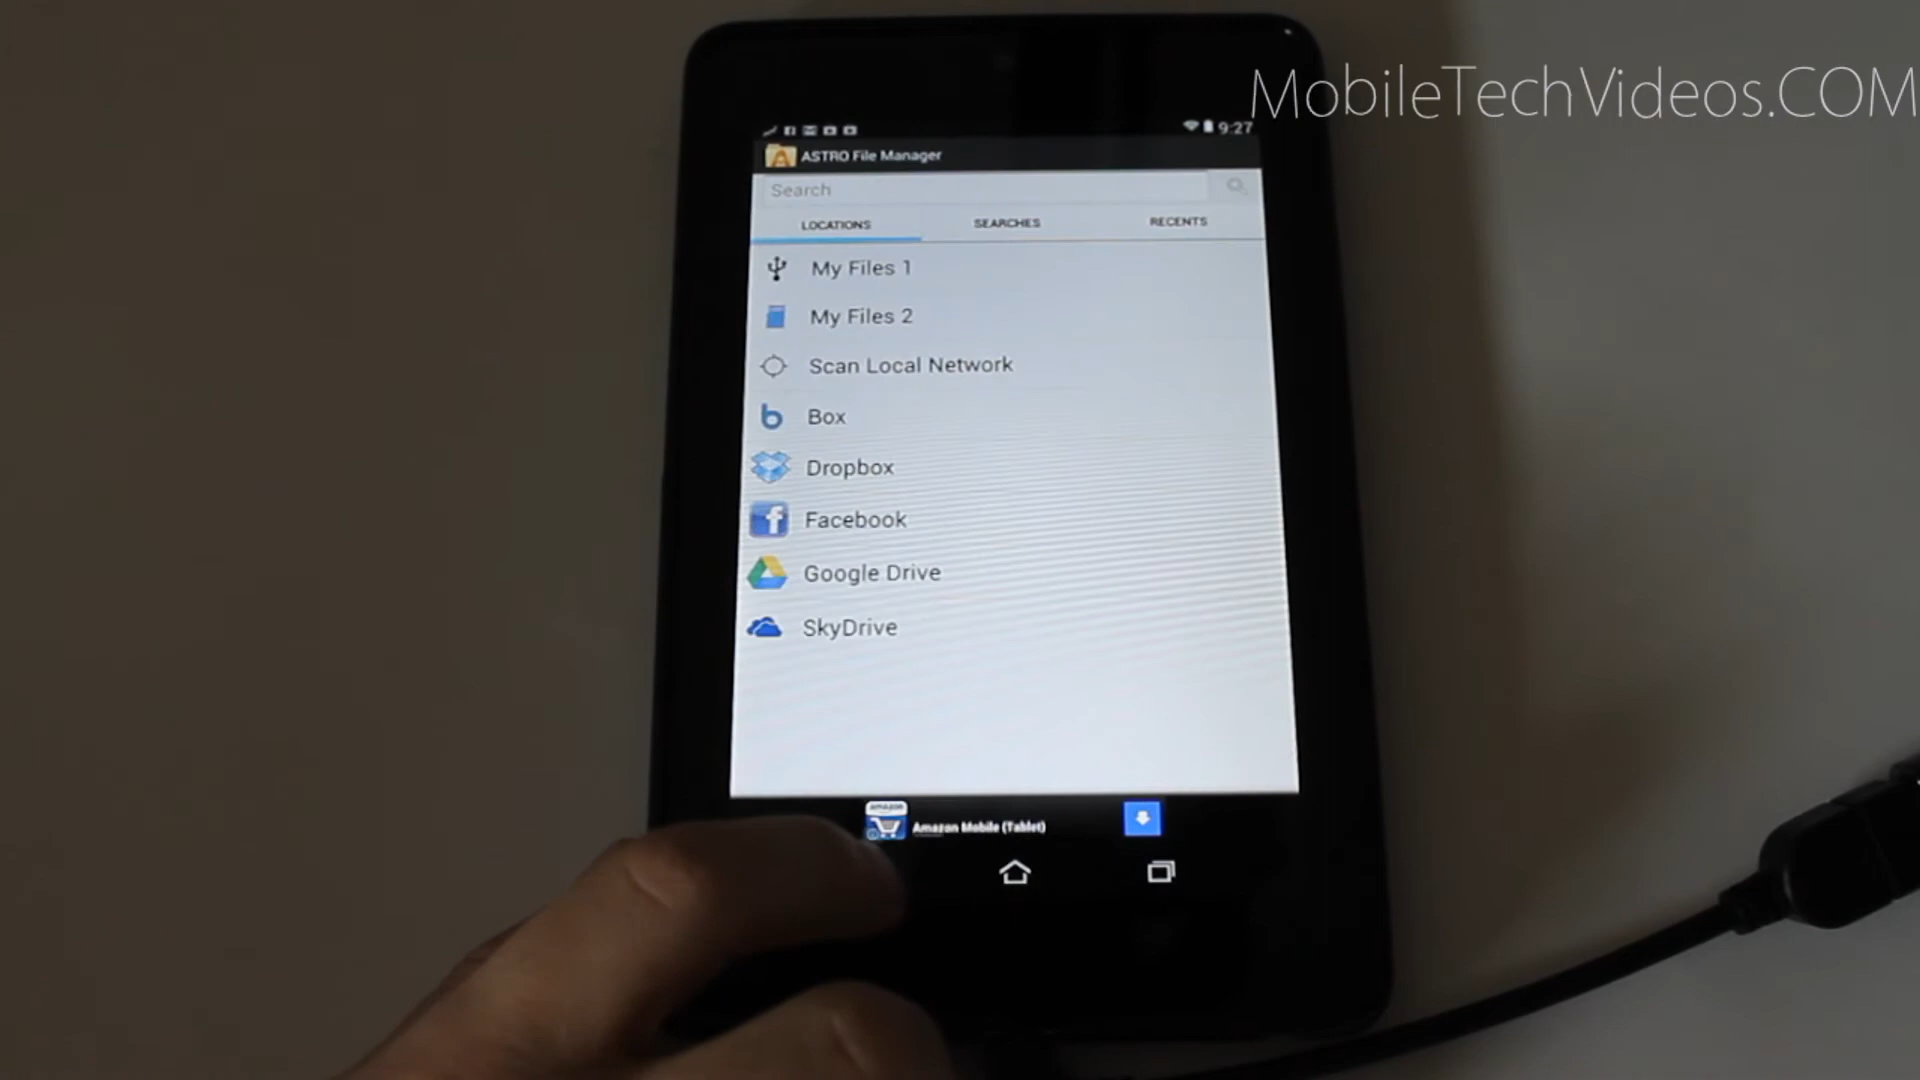 MobileTechVideos.COM
9:27
ASTRO File Manager
Search
LOCATIONS SEARCHES RECENTS
My Files 1
My Files 2
Scan Local Network
Box
Dropbox
Facebook
Google Drive
SkyDrive
amazon
Amazon Mobile (Tablet)